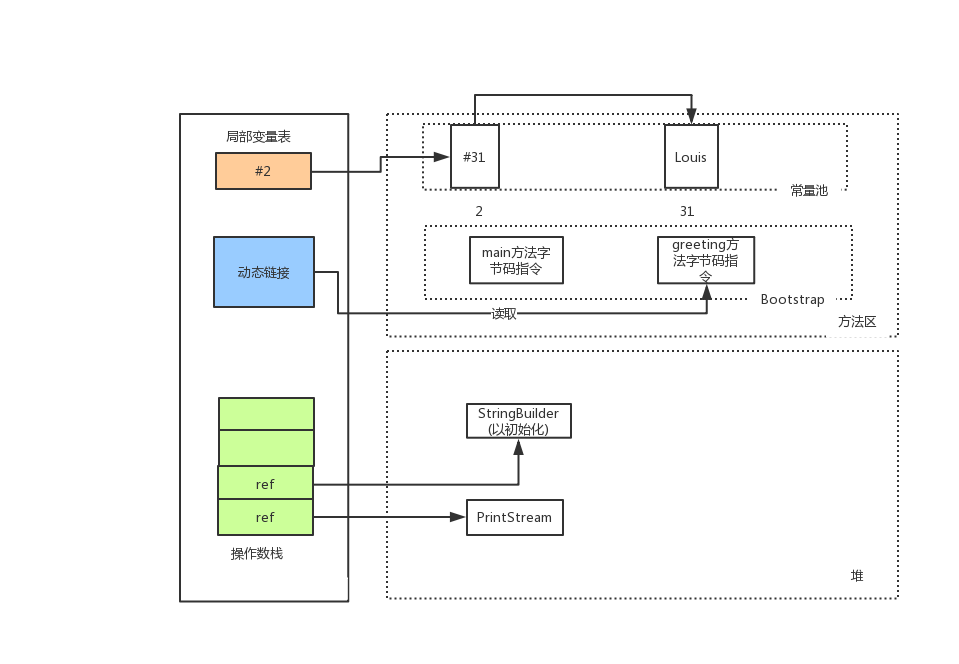 局部变量表
#2
#31
Louis
常量池
2
31
动态链接
main方法字
节码指令
greeting方
法字节码指
令
Bootstrap
读取
方法区
StringBuilder
(以初始化)
ref
ref
PrintStream
操作数栈
堆